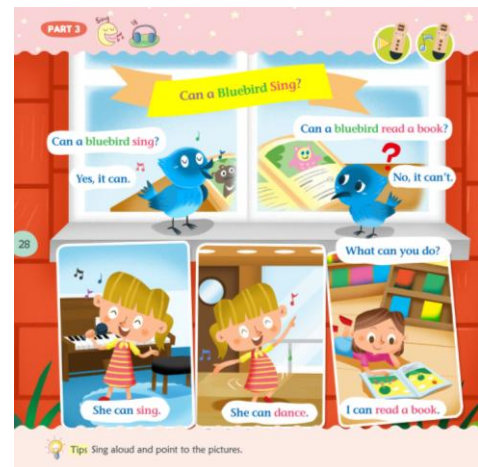 PART 3
Sing
Can a Bluebird Sing?
Can a bluebird sing?
Yes, it can.
Can a bluebird read a book?
No, it can't.
?
28
What can you do?
She can sing.
She can dance.
I can read a book.
Tips Sing aloud and point to the pictures.